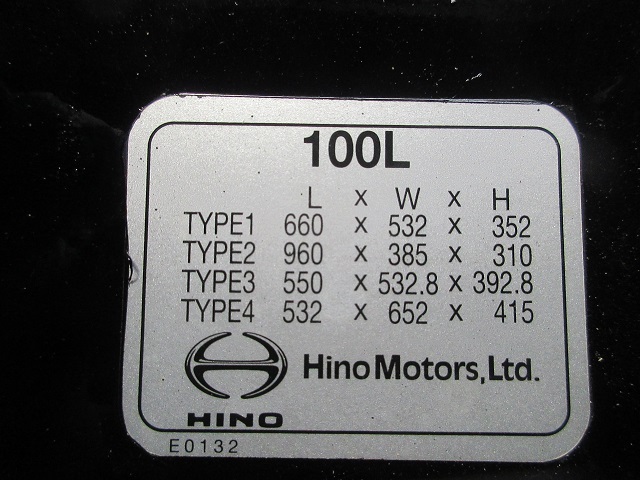 100L
L x W x H
TYPE1 660 x 532 x 352
TYPE2 960 x 385 x 310
TYPE3 550 x 532.8 x 392.8
TYPE4 532 x 652 x 415
Hino Motors, Ltd.
HINO
E0132